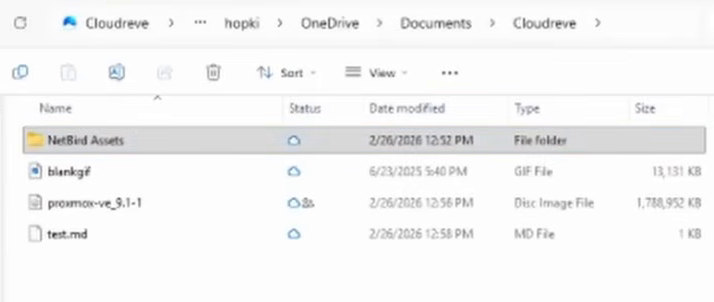 Cloudreve > ... hopki > OneDrive > Documents > Cloudreve >
Sort View ...
Name Status Date modified Type Size
NetBird Assets 2/26/2026 12:52 PM File folder
blankgif 6/23/2025 5:40 PM GIF File 13,131 KB
proxmox-ve_9.1-1 2/26/2026 12:56 PM Disc Image File 1,788,952 KB
test.md 2/26/2026 12:58 PM MD File 1 KB